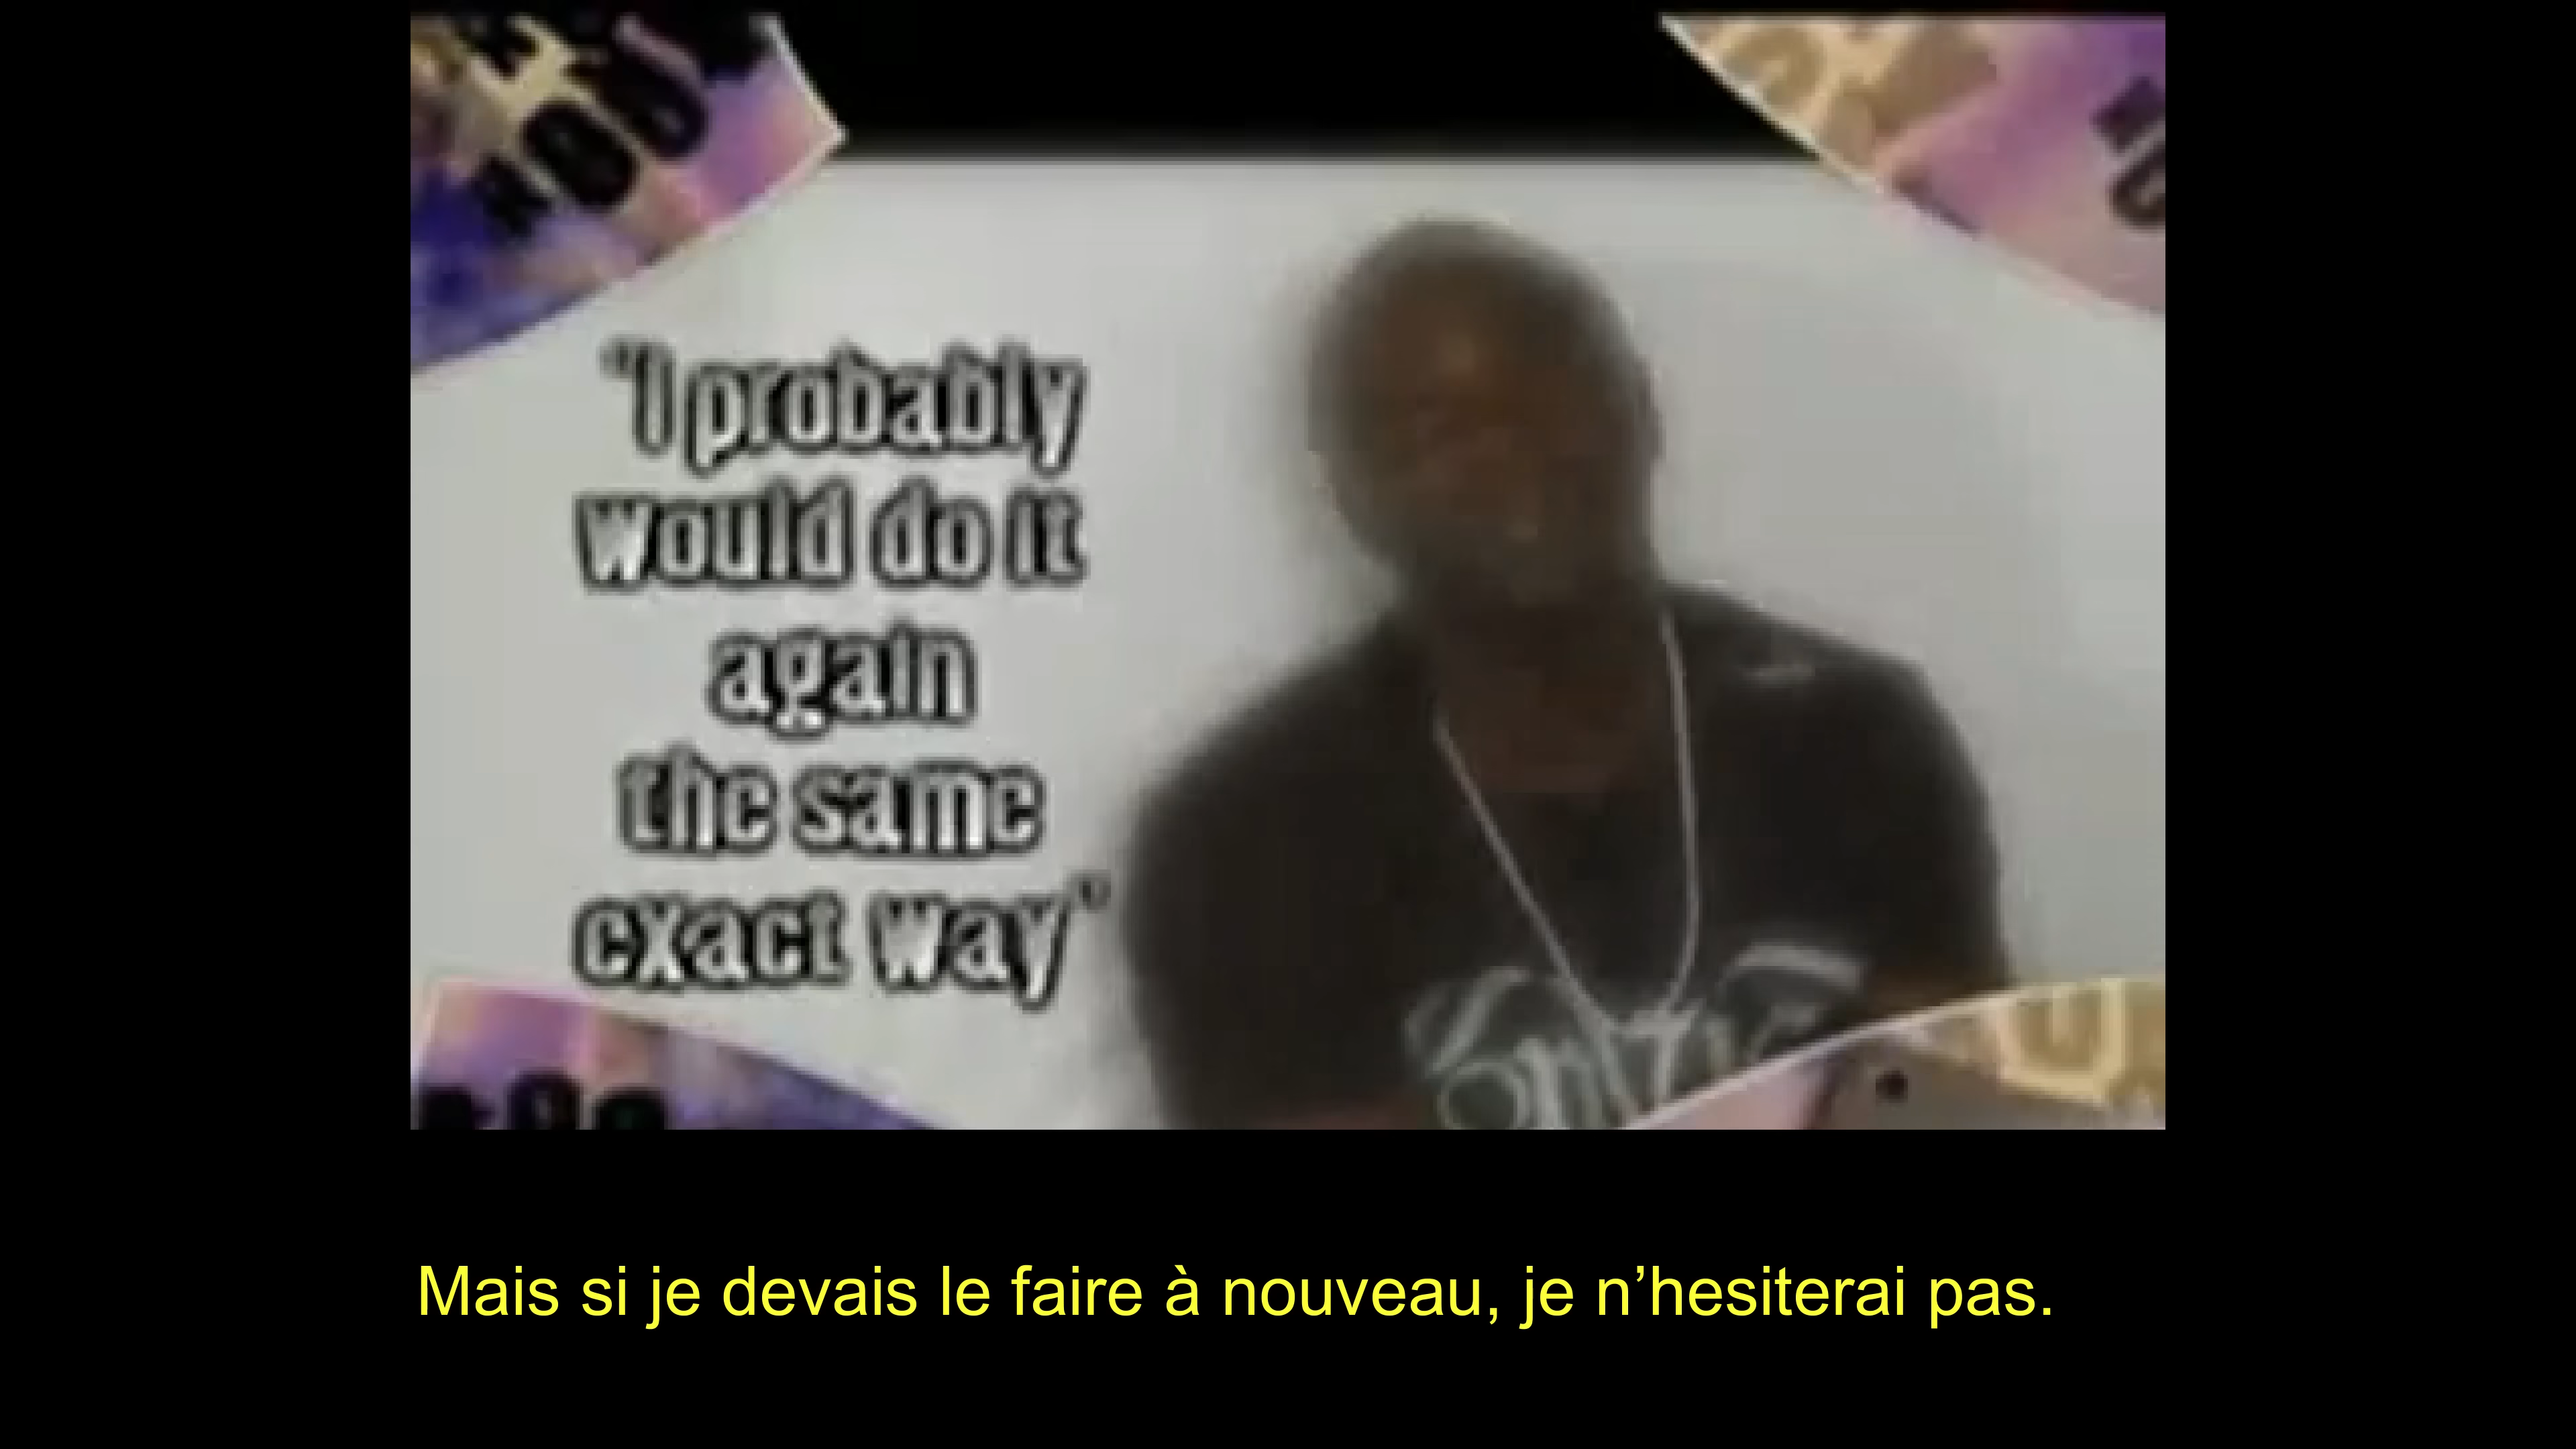 "I probably
would do it
again
the same
exact way"
Mais si je devais le faire à nouveau, je n’hesiterai pas.